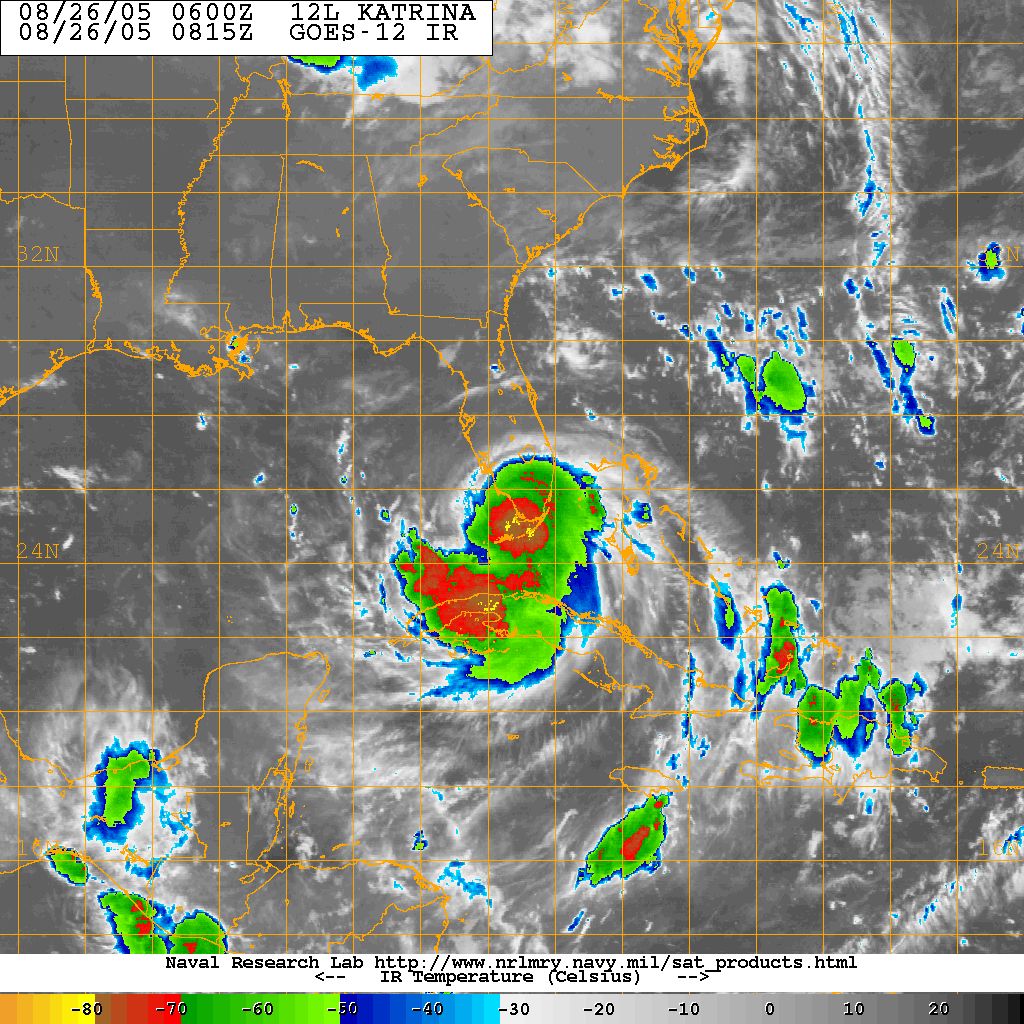 08/26/05 0600Z 12L KATRINA
08/26/05 0815Z GOES-12 IR
32N
N
24N
24N
Naval Research Lab http://www.nrlmry.navy.mil/sat_products.html
<-- IR Temperature (Celsius) -->
-80 -70 -60 -50 -40 -30 -20 -10 0 10 20